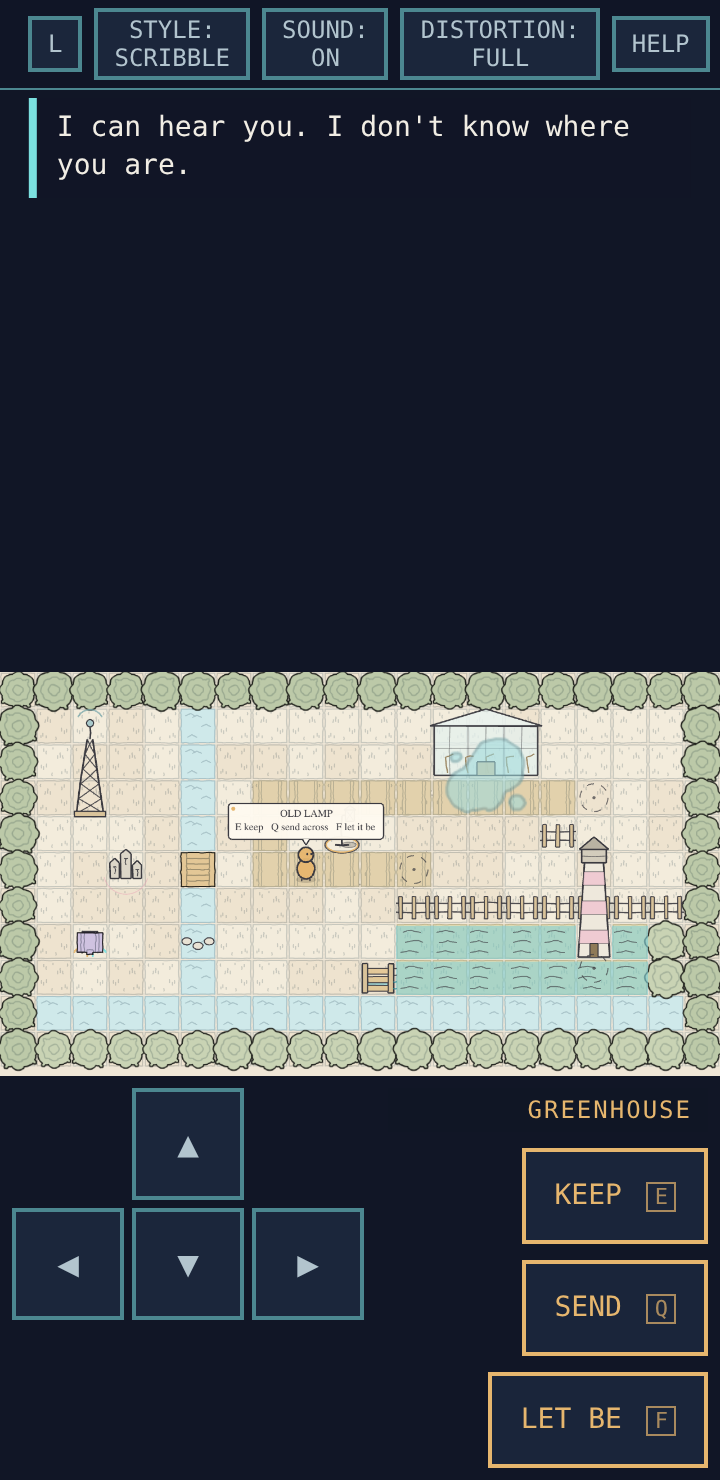 L
STYLE:
SCRIBBLE
SOUND:
ON
DISTORTION:
FULL
HELP
I can hear you. I don't know where
you are.
OLD LAMP
E keep Q send across F let it be
GREENHOUSE
KEEP E
SEND Q
LET BE F